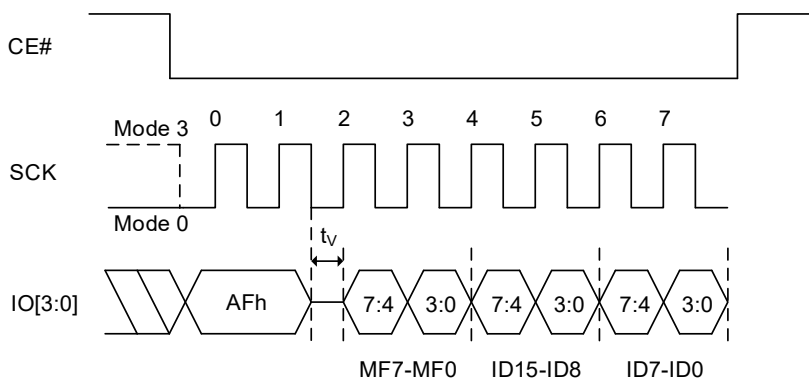 CE#
0 1 2 3 4 5 6 7
Mode 3
SCK
Mode 0
tV
IO[3:0] AFh 7:4 3:0 7:4 3:0 7:4 3:0
MF7-MF0 ID15-ID8 ID7-ID0